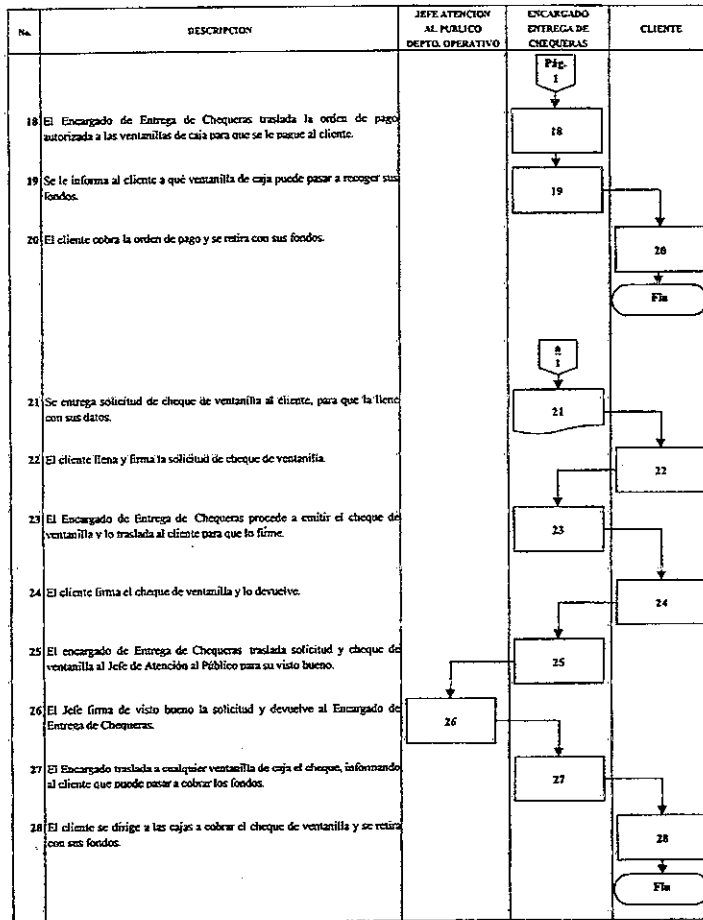 No.
DESCRIPCION
JEFE ATENCION
AL PUBLICO
DEPTO. OPERATIVO
ENCARGADO
ENTREGA DE
CHEQUERAS
CLIENTE
Pág.
1
18 El Encargado de Entrega de Chequeras traslada la orden de pago
autorizada a las ventanillas de caja para que se le pague al cliente.
18
19 Se le informa al cliente a qué ventanilla de caja puede pasar a recoger sus
fondos.
19
20 El cliente cobra la orden de pago y se retira con sus fondos.
20
Fin
a
1
21 Se entrega solicitud de cheque de ventanilla al cliente, para que la llene
con sus datos.
21
22 El cliente llena y firma la solicitud de cheque de ventanilla.
22
23 El Encargado de Entrega de Chequeras procede a emitir el cheque de
ventanilla y lo traslada al cliente para que lo firme.
23
24 El cliente firma el cheque de ventanilla y lo devuelve.
24
25 El encargado de Entrega de Chequeras traslada solicitud y cheque de
ventanilla al Jefe de Atención al Público para su visto bueno.
25
26 El Jefe firma de visto bueno la solicitud y devuelve al Encargado de
Entrega de Chequeras.
26
27 El Encargado traslada a cualquier ventanilla de caja el cheque, informando
al cliente que puede pasar a cobrar los fondos.
27
28 El cliente se dirige a las cajas a cobrar el cheque de ventanilla y se retira
con sus fondos.
28
Fin